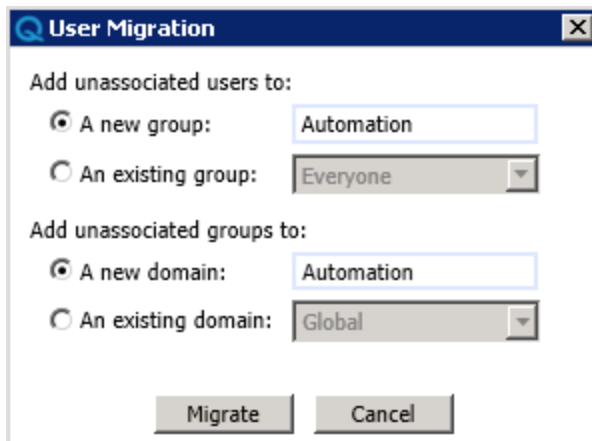 User Migration
Add unassociated users to:
A new group: Automation
An existing group: Everyone
Add unassociated groups to:
A new domain: Automation
An existing domain: Global
Migrate Cancel